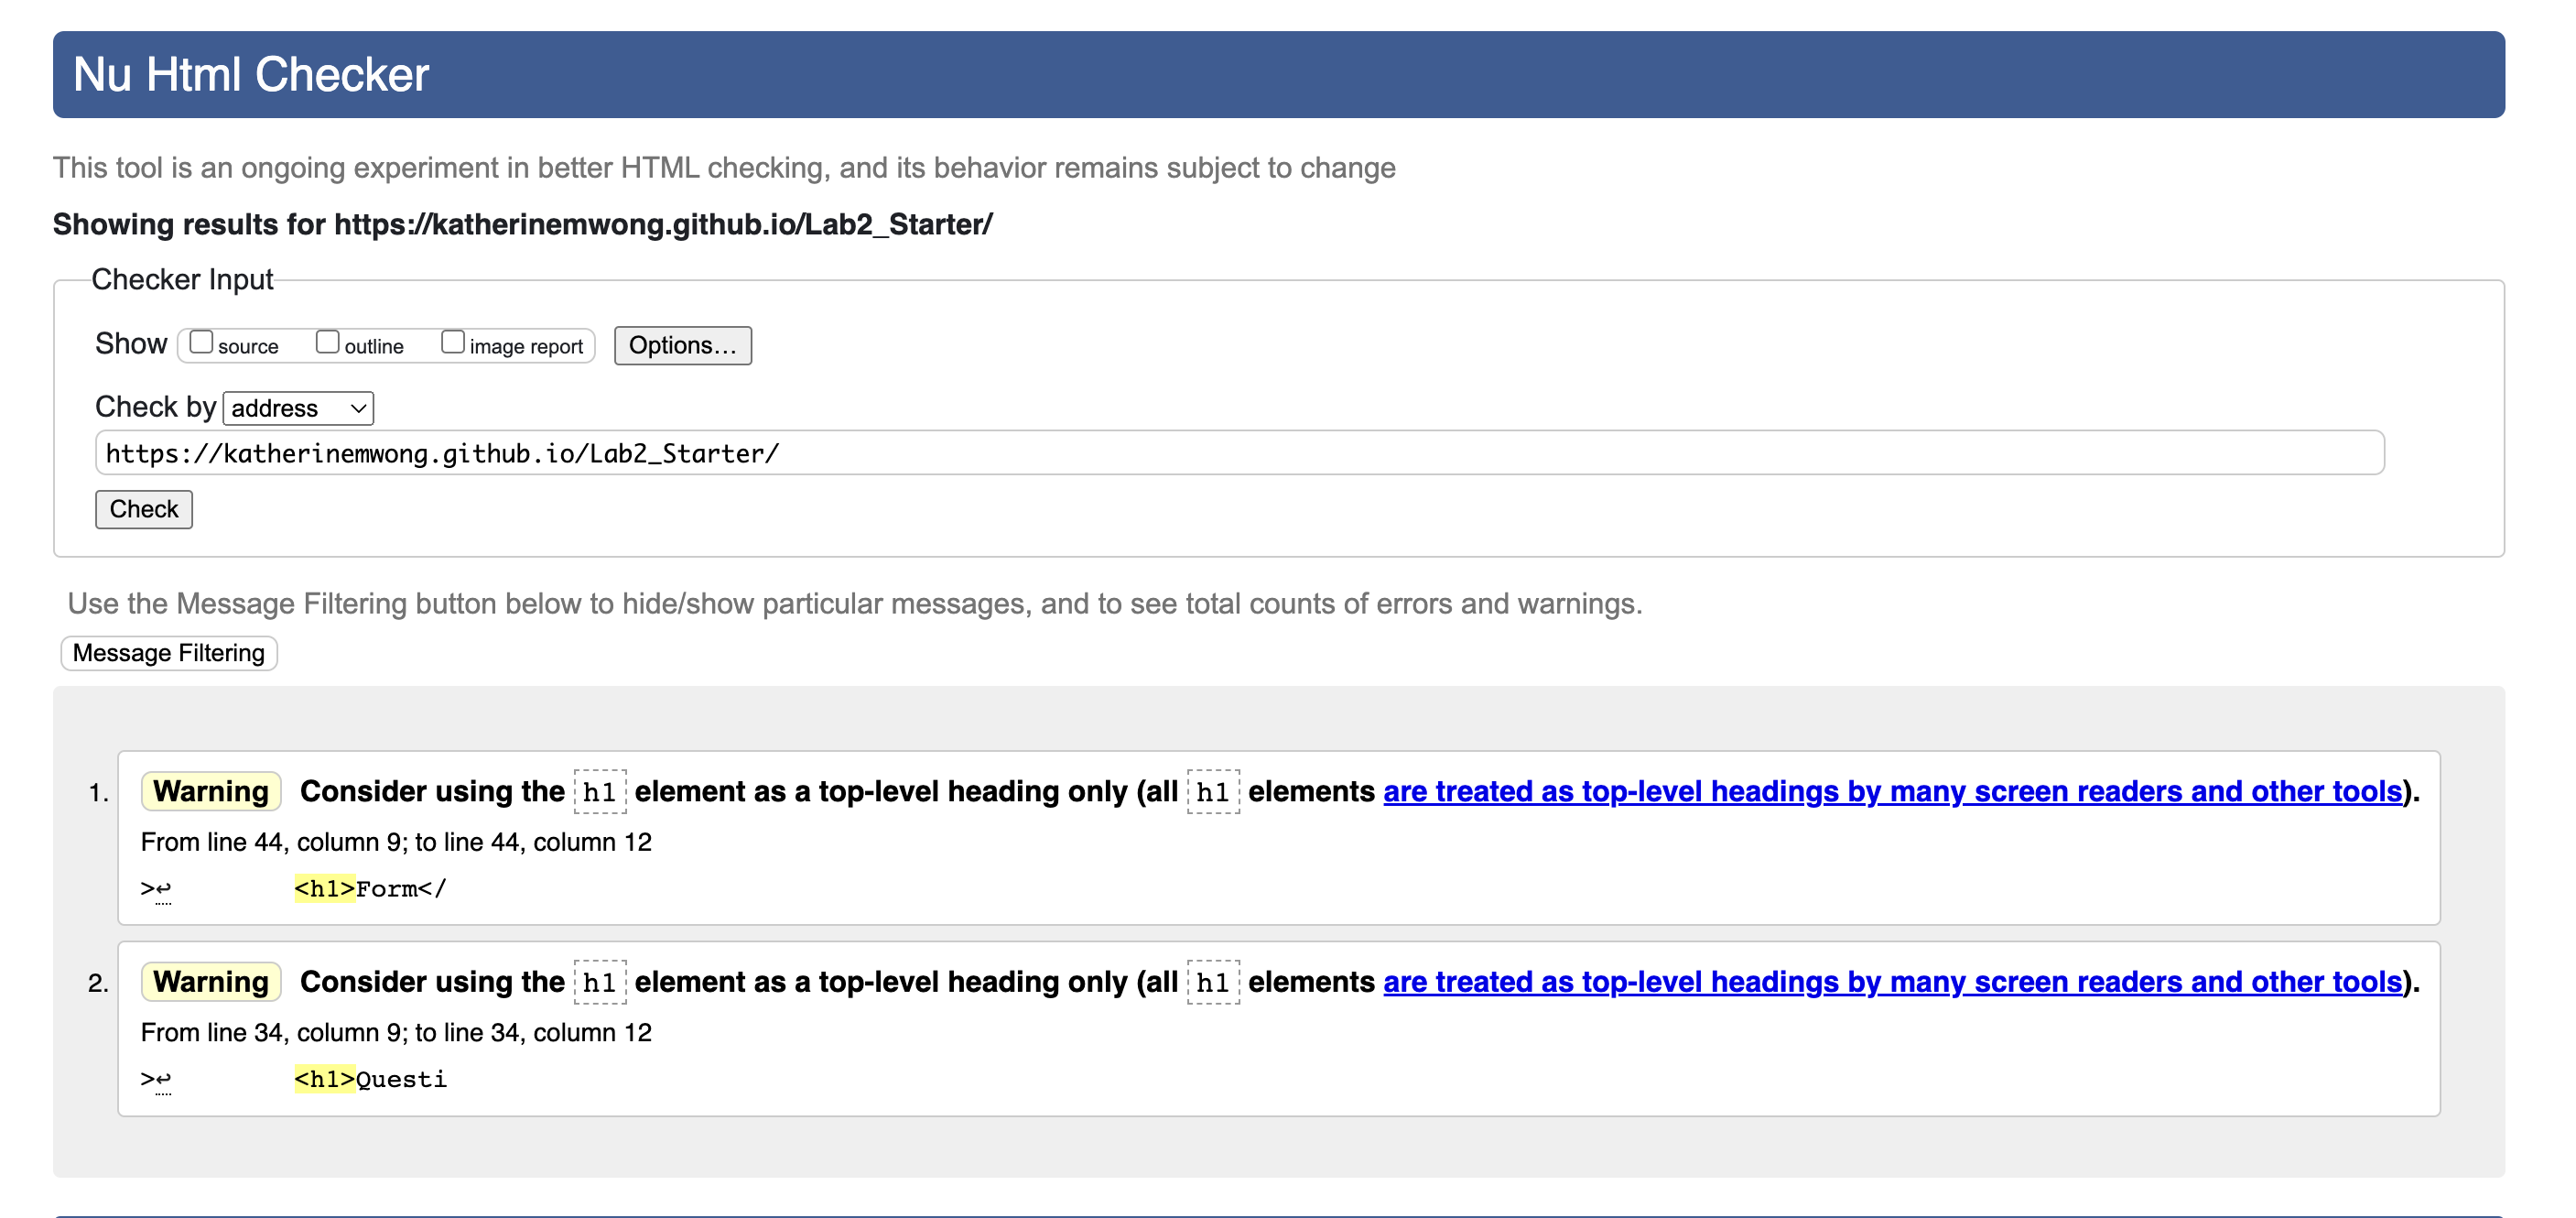 Nu Html Checker
This tool is an ongoing experiment in better HTML checking, and its behavior remains subject to change
Showing results for https://katherinemwong.github.io/Lab2_Starter/
Checker Input
Show source outline image report Options...
Check by address
https://katherinemwong.github.io/Lab2_Starter/
Check
Use the Message Filtering button below to hide/show particular messages, and to see total counts of errors and warnings.
Message Filtering
1. Warning Consider using the h1 element as a top-level heading only (all h1 elements are treated as top-level headings by many screen readers and other tools).
From line 44, column 9; to line 44, column 12
>↩ <h1>Form</
2. Warning Consider using the h1 element as a top-level heading only (all h1 elements are treated as top-level headings by many screen readers and other tools).
From line 34, column 9; to line 34, column 12
>↩ <h1>Questi